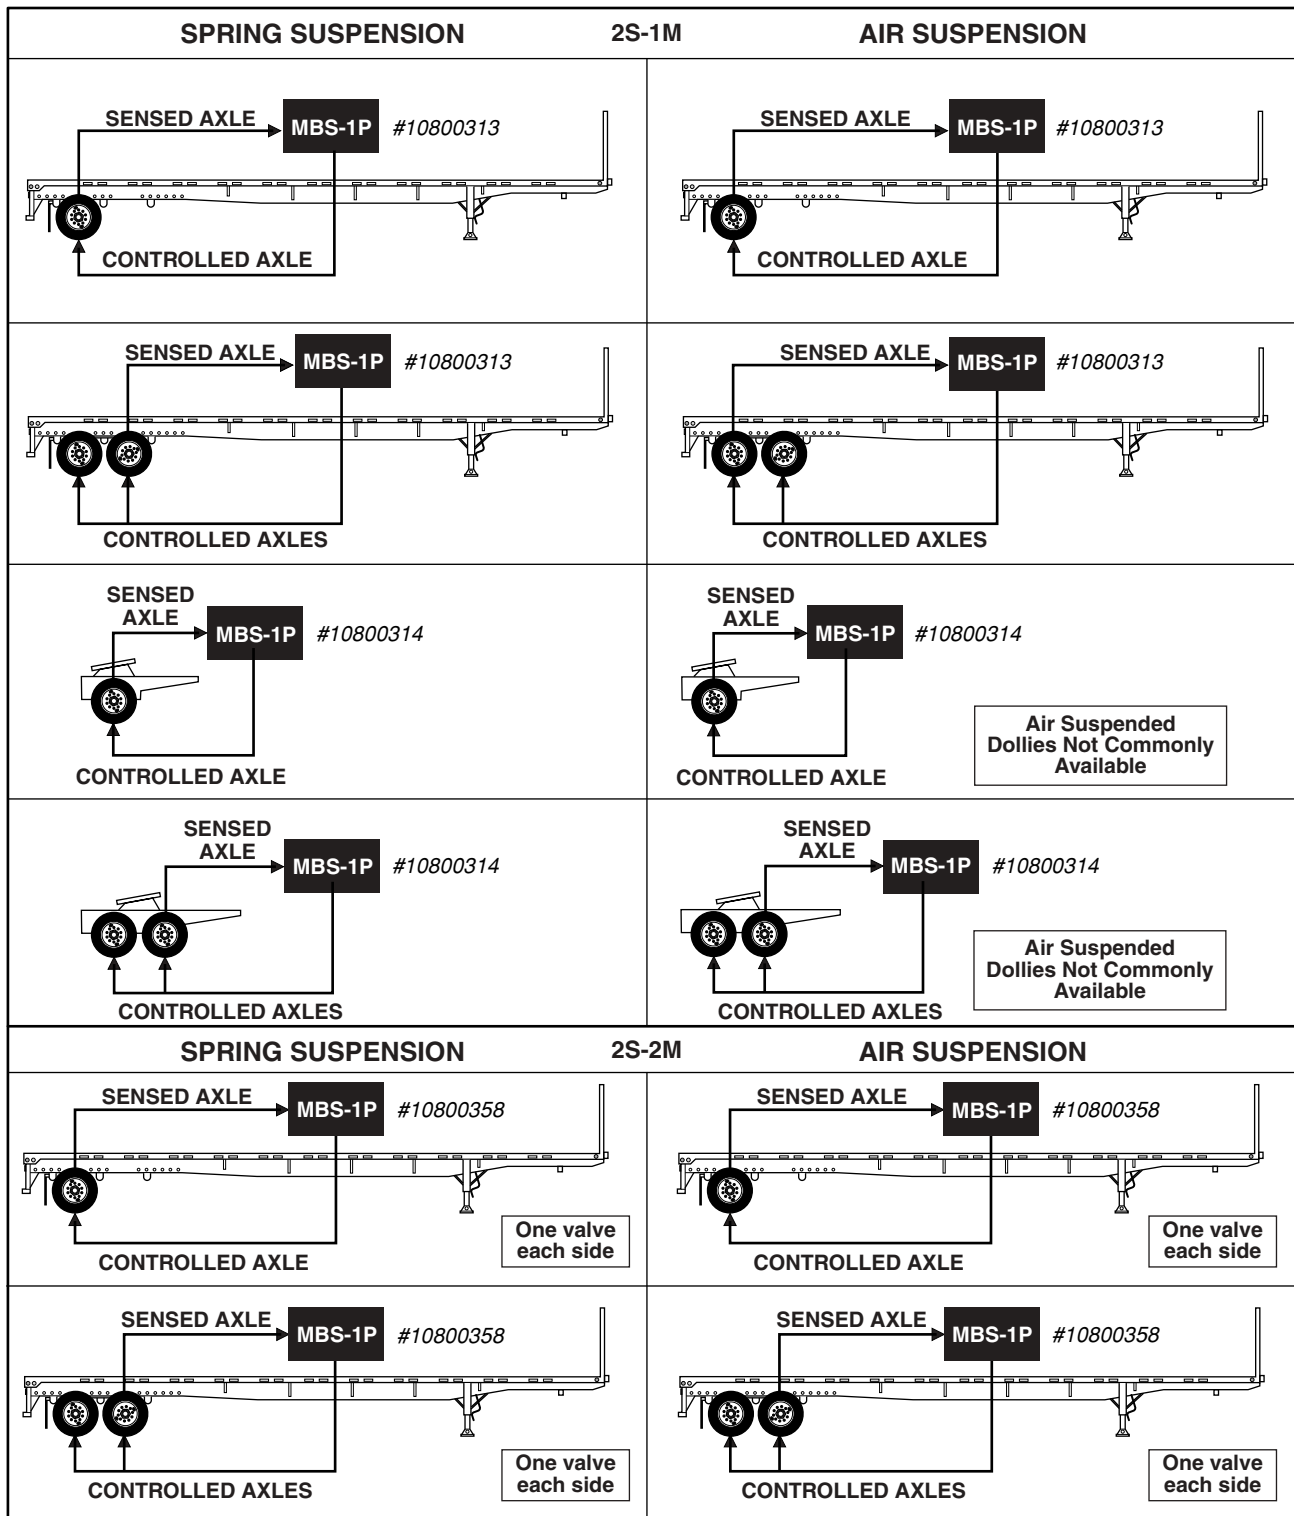 SPRING SUSPENSION 2S-1M AIR SUSPENSION
SENSED AXLE
MBS-1P #10800313
CONTROLLED AXLE
SENSED AXLE
MBS-1P #10800313
CONTROLLED AXLE
SENSED AXLE
MBS-1P #10800313
CONTROLLED AXLES
SENSED AXLE
MBS-1P #10800313
CONTROLLED AXLES
SENSED
AXLE
MBS-1P #10800314
CONTROLLED AXLE
SENSED
AXLE
MBS-1P #10800314
CONTROLLED AXLE
Air Suspended
Dollies Not Commonly
Available
SENSED
AXLE
MBS-1P #10800314
CONTROLLED AXLES
SENSED
AXLE
MBS-1P #10800314
CONTROLLED AXLES
Air Suspended
Dollies Not Commonly
Available
SPRING SUSPENSION 2S-2M AIR SUSPENSION
SENSED AXLE
MBS-1P #10800358
CONTROLLED AXLE
One valve
each side
SENSED AXLE
MBS-1P #10800358
CONTROLLED AXLE
One valve
each side
SENSED AXLE
MBS-1P #10800358
CONTROLLED AXLES
One valve
each side
SENSED AXLE
MBS-1P #10800358
CONTROLLED AXLES
One valve
each side